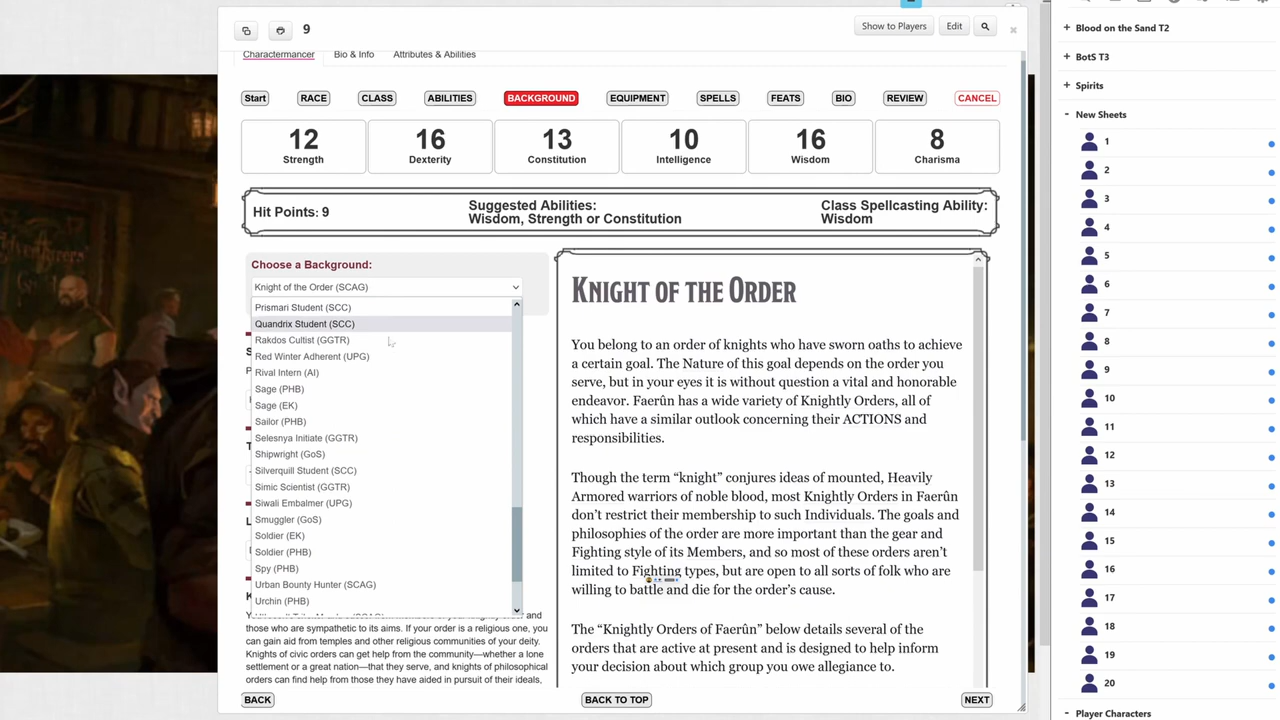 9
Show to Players
Edit
Charactermancer
Bio & Info
Attributes & Abilities
Start
RACE
CLASS
ABILITIES
BACKGROUND
EQUIPMENT
SPELLS
FEATS
BIO
REVIEW
CANCEL
12
Strength
16
Dexterity
13
Constitution
10
Intelligence
16
Wisdom
8
Charisma
Hit Points: 9
Suggested Abilities:
Wisdom, Strength or Constitution
Class Spellcasting Ability:
Wisdom
Choose a Background:
Knight of the Order (SCAG)
Prismari Student (SCC)
Quandrix Student (SCC)
Rakdos Cultist (GGTR)
Red Winter Adherent (UPG)
Rival Intern (AI)
Sage (PHB)
Sage (EK)
Sailor (PHB)
Selesnya Initiate (GGTR)
Shipwright (GoS)
Silverquill Student (SCC)
Simic Scientist (GGTR)
Siwali Embalmer (UPG)
Smuggler (GoS)
Soldier (EK)
Soldier (PHB)
Spy (PHB)
Urban Bounty Hunter (SCAG)
Urchin (PHB)
and
those who are sympathetic to its aims. If your order is a religious one, you
can gain aid from temples and other religious communities of your deity.
Knights of civic orders can get help from the community—whether a lone
settlement or a great nation—that they serve, and knights of philosophical
orders can find help from those they have aided in pursuit of their ideals,
KNIGHT OF THE ORDER
You belong to an order of knights who have sworn oaths to achieve
a certain goal. The Nature of this goal depends on the order you
serve, but in your eyes it is without question a vital and honorable
endeavor. Faerûn has a wide variety of Knightly Orders, all of
which have a similar outlook concerning their ACTIONS and
responsibilities.
Though the term “knight” conjures ideas of mounted, Heavily
Armored warriors of noble blood, most Knightly Orders in Faerûn
don’t restrict their membership to such Individuals. The goals and
philosophies of the order are more important than the gear and
Fighting style of its Members, and so most of these orders aren’t
limited to Fighting types, but are open to all sorts of folk who are
willing to battle and die for the order’s cause.
The “Knightly Orders of Faerûn” below details several of the
orders that are active at present and is designed to help inform
your decision about which group you owe allegiance to.
BACK
BACK TO TOP
NEXT
+ Blood on the Sand T2
+ BotS T3
+ Spirits
- New Sheets
1
2
3
4
5
6
7
8
9
10
11
12
13
14
15
16
17
18
19
20
- Player Characters